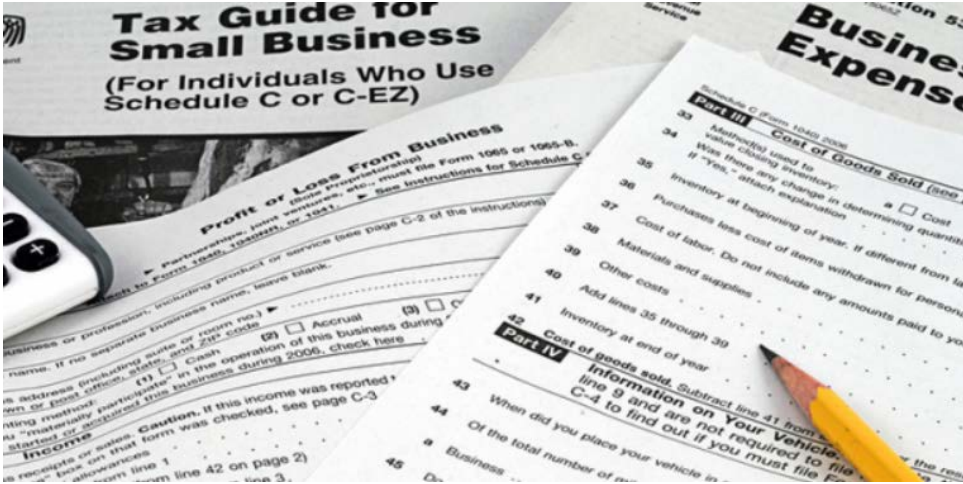 Tax Guide for
Small Business
(For Individuals Who Use
Schedule C or C-EZ)
Service
Business
Profit or Loss From Business
(Sole Proprietorship)
► Partnerships, joint ventures, etc., must file Form 1065 or 1065-B.
to Form 1040, 1040NR, or 1041. ► See Instructions for Schedule C
business or profession, including product or service (see page C-2 of the instructions)
name. If no separate business name, leave blank.
address (including suite or room no.) ►
town or post office, state, and ZIP code
method: (1) Cash (2) Accrual (3)
"materially participate" in the operation of this business during
started or acquired this business during 2006, check here
Income
receipts or sales. Caution. If this income was reported
box on that form was checked, see page C-3
allowances
from line 1
from line 42 on page 2)
line 3.
Schedule C (Form 1040) 2006
Part III Cost of Goods Sold (see
33 Method(s) used to
value closing inventory: a Cost
34 Was there any change in determining
If "Yes," attach explanation
35 Inventory at beginning of year. If different from
36 Purchases less cost of items withdrawn for
37 Cost of labor. Do not include any amounts paid to
38 Materials and supplies
39 Other costs
40 Add lines 35 through 39
41 Inventory at end of year
42 Cost of goods sold. Subtract line 41 from
Part IV Information on Your Vehicle.
line 9 and are not required to file
C-4 to find out if you must file
43 When did you place your vehicle in
44 Of the total number of
a Business
45